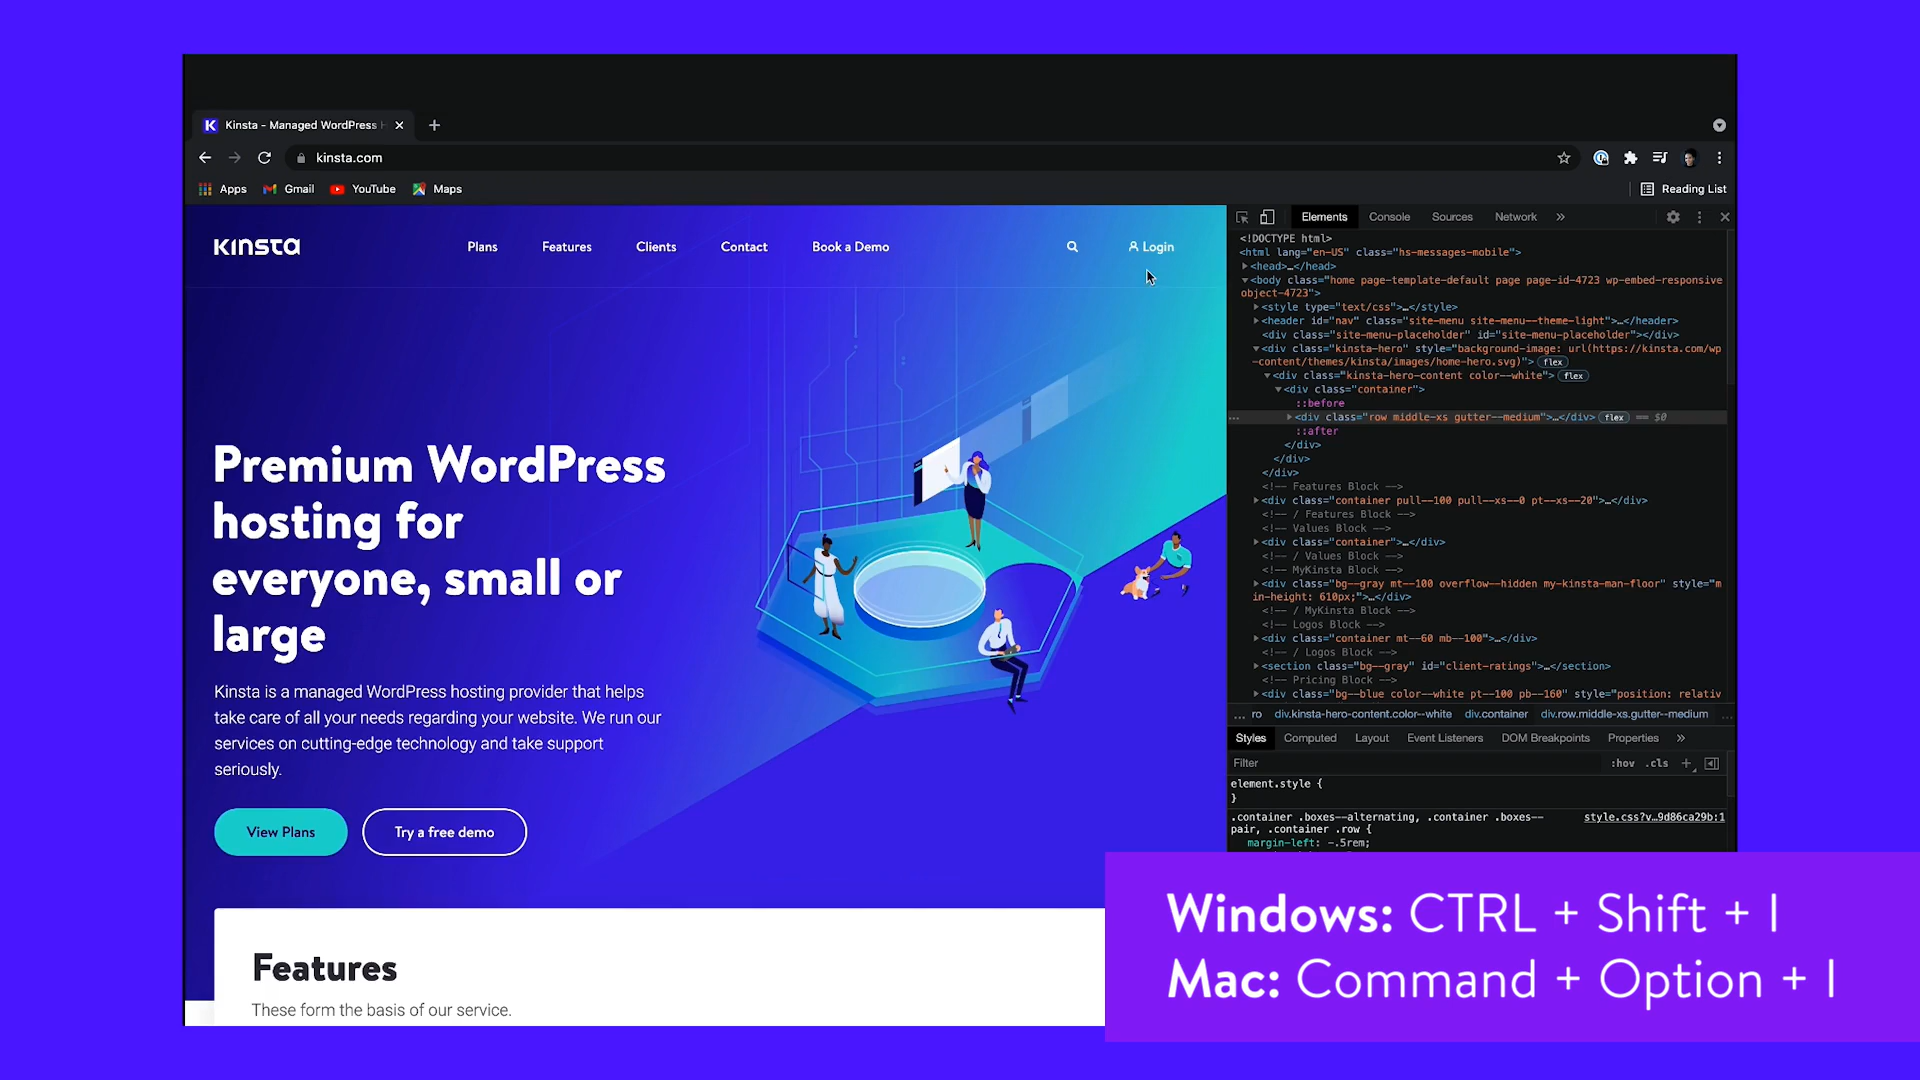 Kinsta - Managed WordPress H
kinsta.com
Apps
Gmail
YouTube
Maps
Reading List
KINSTA
Plans
Features
Clients
Contact
Book a Demo
Login
Premium WordPress
hosting for
everyone, small or
large
Kinsta is a managed WordPress hosting provider that helps
take care of all your needs regarding your website. We run our
services on cutting-edge technology and take support
seriously.
View Plans
Try a free demo
Features
These form the basis of our service.
Elements
Console
Sources
Network
»
<!DOCTYPE html>
<html lang="en-US" class="hs-messages-mobile">
<head>…</head>
<body class="home page-template-default page page-id-4723 wp-embed-responsive
object-4723">
<style type="text/css">…</style>
<header id="nav" class="site-menu site-menu--theme-light">…</header>
<div class="site-menu-placeholder" id="site-menu-placeholder"></div>
<div class="kinsta-hero" style="background-image: url(https://kinsta.com/wp
-content/themes/kinsta/images/home-hero.svg)"> flex
<div class="kinsta-hero-content color--white"> flex
<div class="container">
::before
… <div class="row middle-xs gutter--medium">…</div> flex == $0
::after
</div>
</div>
</div>
<!-- Features Block -->
<div class="container pull--100 pull--xs--0 pt--xs--20">…</div>
<!-- / Features Block -->
<!-- Values Block -->
<div class="container">…</div>
<!-- / Values Block -->
<!-- MyKinsta Block -->
<div class="bg--gray mt--100 overflow--hidden my-kinsta-man-floor" style="m
in-height: 610px;">…</div>
<!-- / MyKinsta Block -->
<!-- Logos Block -->
<div class="container mt--60 mb--100">…</div>
<!-- / Logos Block -->
<section class="bg--gray" id="client-ratings">…</section>
<!-- Pricing Block -->
<div class="bg--blue color--white pt--100 pb--160" style="position: relativ
… ro div.kinsta-hero-content.color--white div.container div.row.middle-xs.gutter--medium …
Styles
Computed
Layout
Event Listeners
DOM Breakpoints
Properties
»
Filter
:hov .cls +
element.style {
}
.container .boxes--alternating, .container .boxes-- style.css?v…9d86ca29b:1
pair, .container .row {
margin-left: -.5rem;
Windows: CTRL + Shift + I
Mac: Command + Option + I